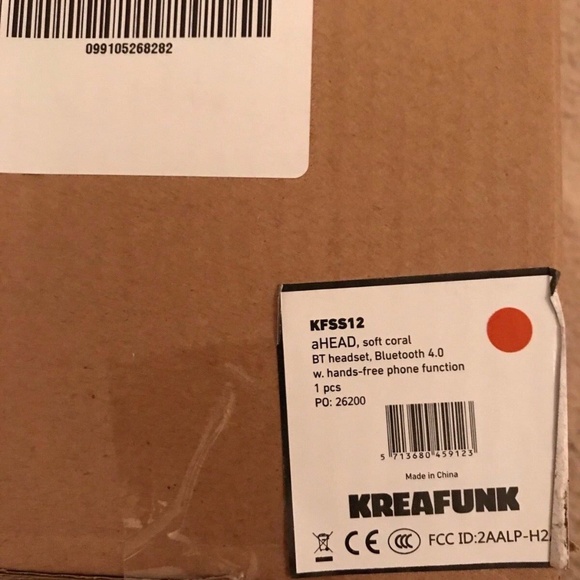 099105268282
KFSS12
aHEAD, soft coral
BT headset, Bluetooth 4.0
w. hands-free phone function
1 pcs
PO: 26200
5 713680 459123
Made in China
KREAFUNK
CE CCC FCC ID:2AALP-H2